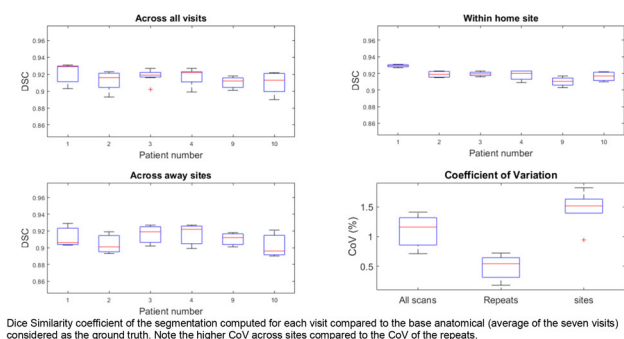 Across all visits
0.96
0.94
0.92
0.9
0.88
0.86
DSC
1 2 3 4 9 10
Patient number
Within home site
0.96
0.94
0.92
0.9
0.88
0.86
DSC
1 2 3 4 9 10
Patient number
Across away sites
0.96
0.94
0.92
0.9
0.88
0.86
DSC
1 2 3 4 9 10
Patient number
Coefficient of Variation
1.5
1
0.5
CoV (%)
All scans Repeats sites
Dice Similarity coefficient of the segmentation computed for each visit compared to the base anatomical (average of the seven visits)
considered as the ground truth. Note the higher CoV across sites compared to the CoV of the repeats.